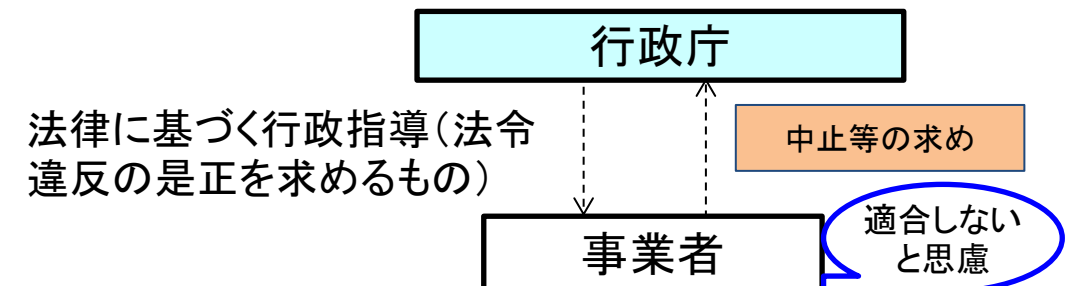 行政庁
法律に基づく行政指導（法令
違反の是正を求めるもの）
中止等の求め
事業者
適合しない
と思慮